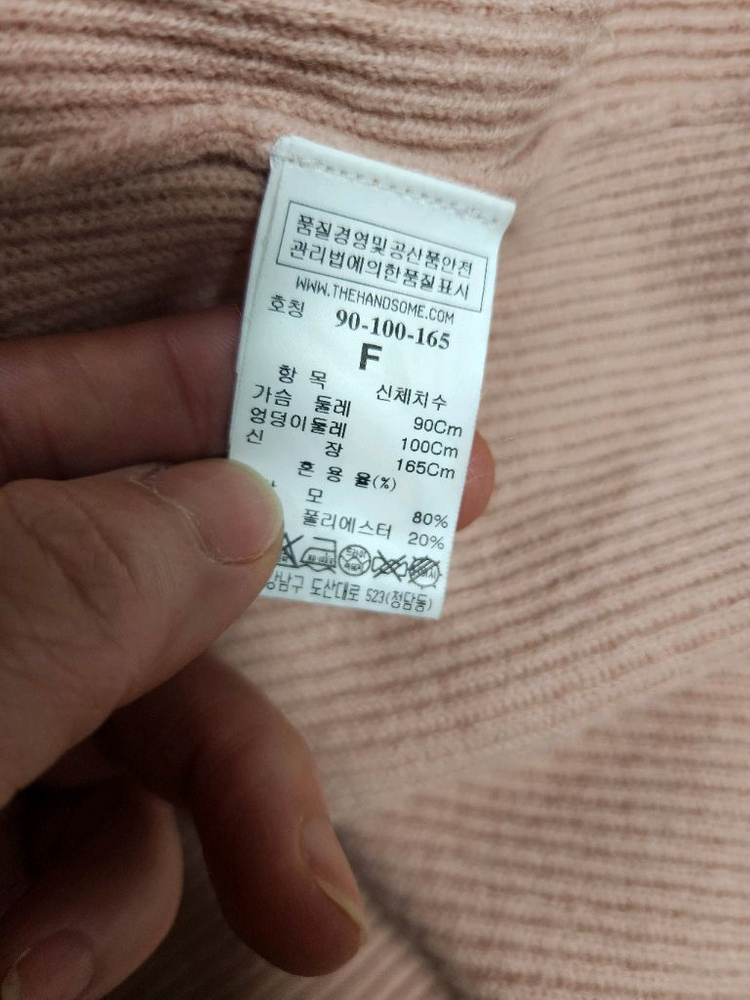 품질경영및공산품안전
관리법에의한품질표시
WWW.THEHANDSOME.COM
호칭 90-100-165
F
항 목 신체치수
가슴 둘레 90Cm
엉덩이둘레 100Cm
신 장 165Cm
혼 용 율(%)
모 80%
폴리에스터 20%
강남구 도산대로 523(청담동)